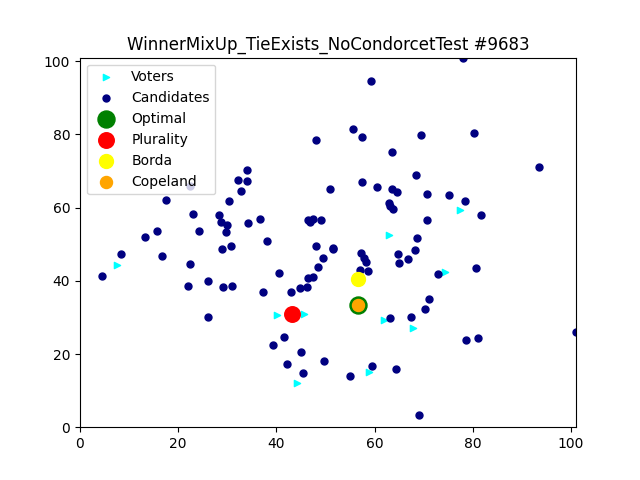 WinnerMixUp_TieExists_NoCondorcetTest #9683
100
80
60
40
20
0
Voters
Candidates
Optimal
Plurality
Borda
Copeland
0 20 40 60 80 100